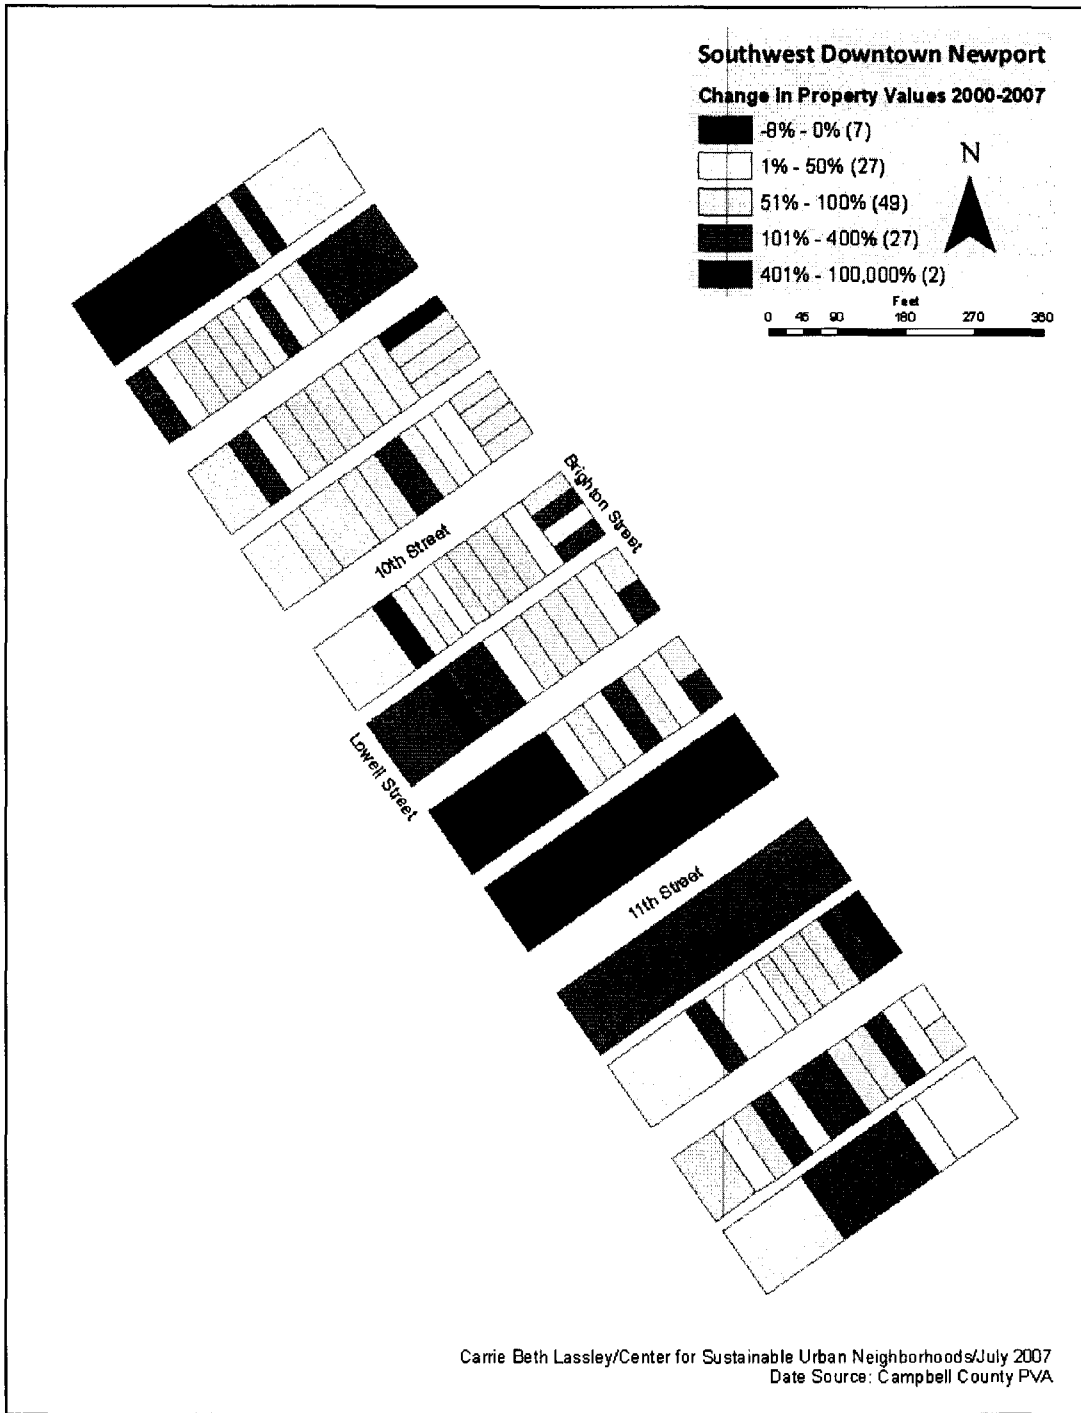 Southwest Downtown Newport
Change in Property Values 2000-2007
-8% - 0% (7)
1% - 50% (27)
51% - 100% (49)
101% - 400% (27)
401% - 100,000% (2)
N
Feet
0 45 90 180 270 360
Brighton Street
10th Street
Lowell Street
11th Street
Carrie Beth Lassley/Center for Sustainable Urban Neighborhoods/July 2007
Date Source: Campbell County PVA